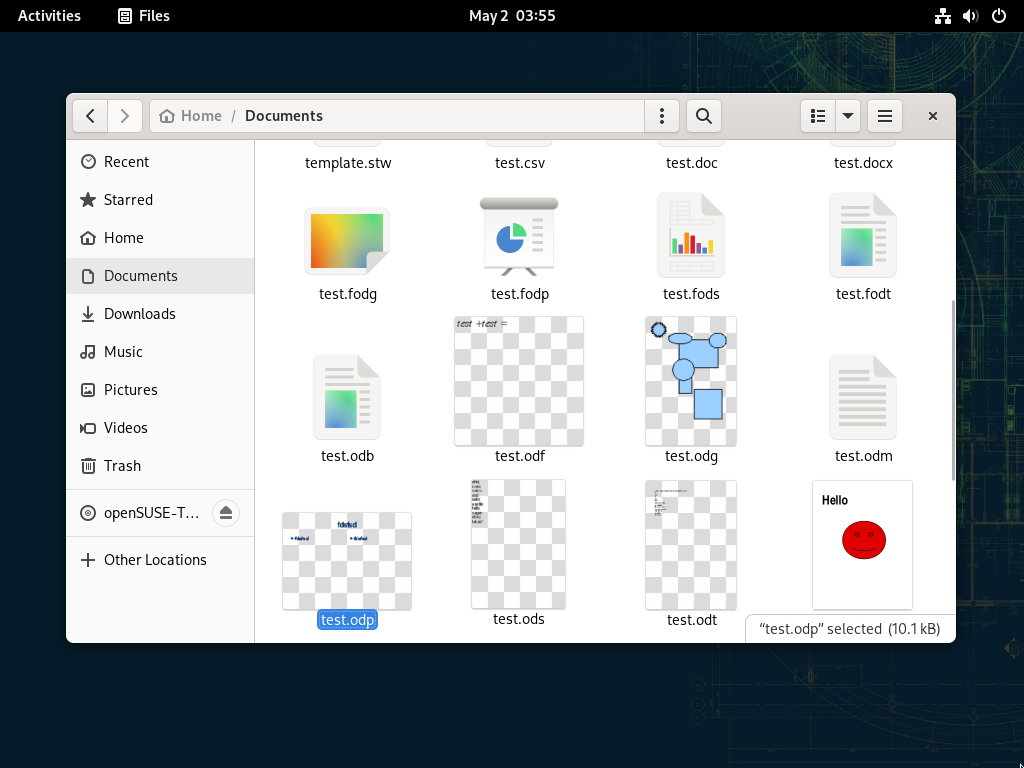 Activities
Files
May 2 03:55
Home / Documents
Recent
Starred
Home
Documents
Downloads
Music
Pictures
Videos
Trash
openSUSE-T...
Other Locations
template.stw
test.csv
test.doc
test.docx
test.fodg
test.fodp
test.fods
test.fodt
test +test =
test.odb
test.odf
test.odg
test.odm
Hello
test.odp
test.ods
test.odt
“test.odp” selected (10.1 kB)